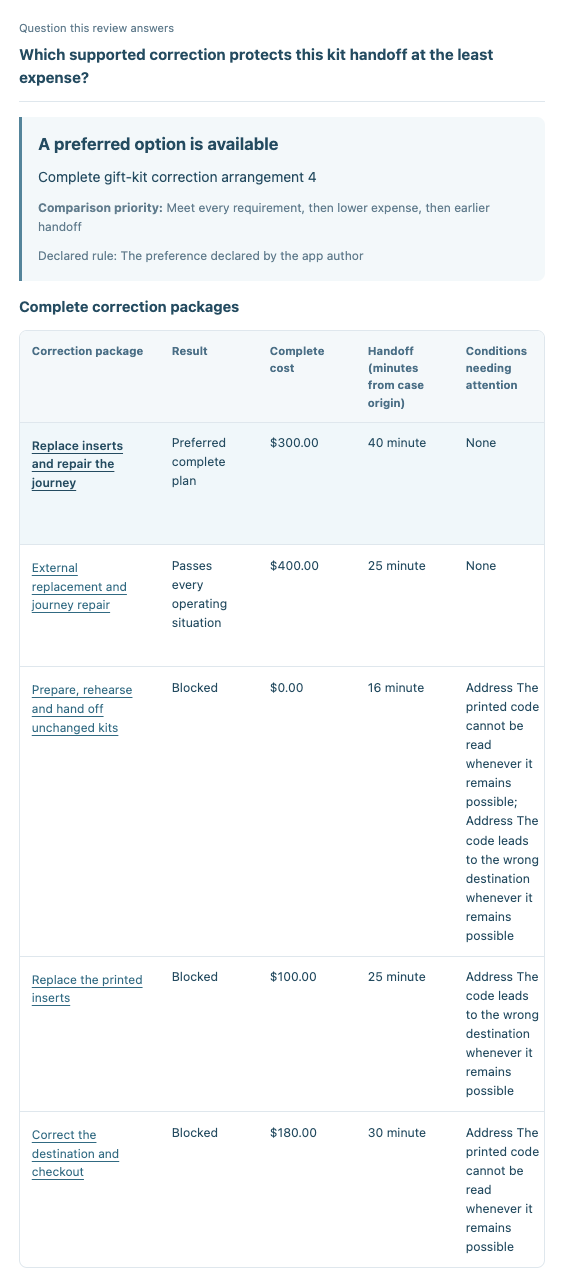 Question this review answers
Which supported correction protects this kit handoff at the least
expense?
A preferred option is available
Complete gift-kit correction arrangement 4
Comparison priority: Meet every requirement, then lower expense, then earlier
handoff
Declared rule: The preference declared by the app author
Complete correction packages
Correction package
Result
Complete
cost
Handoff
(minutes
from case
origin)
Conditions
needing
attention
Replace inserts
and repair the
journey
Preferred
complete
plan
$300.00
40 minute
None
External
replacement and
journey repair
Passes
every
operating
situation
$400.00
25 minute
None
Prepare, rehearse
and hand off
unchanged kits
Blocked
$0.00
16 minute
Address The
printed code
cannot be
read
whenever it
remains
possible;
Address The
code leads
to the wrong
destination
whenever it
remains
possible
Replace the printed
inserts
Blocked
$100.00
25 minute
Address The
code leads
to the wrong
destination
whenever it
remains
possible
Correct the
destination and
checkout
Blocked
$180.00
30 minute
Address The
printed code
cannot be
read
whenever it
remains
possible